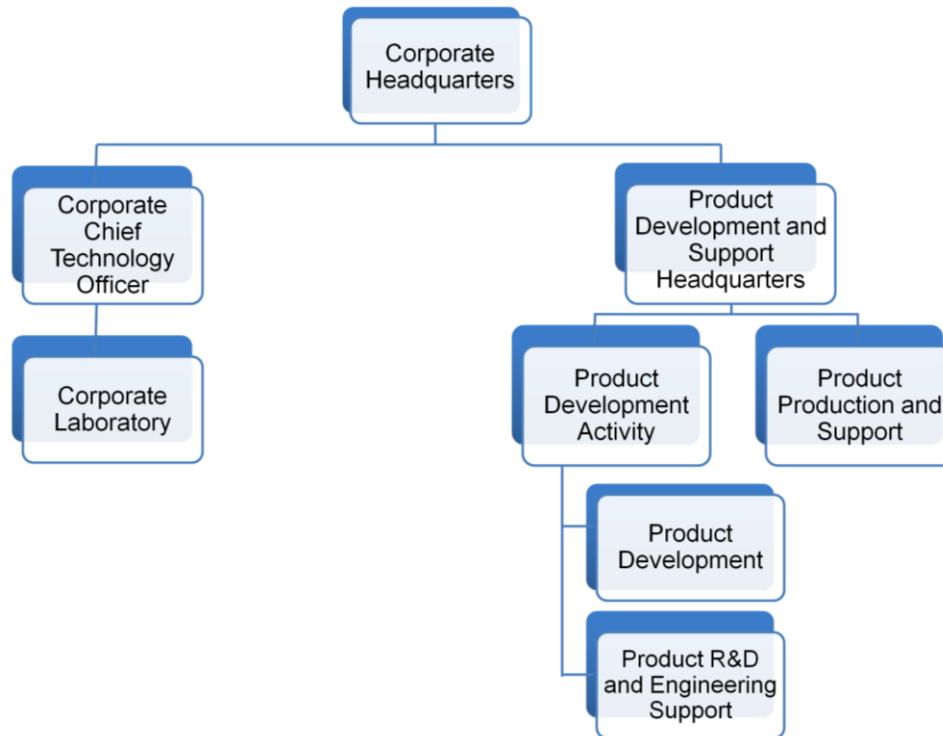 Corporate
Headquarters
Corporate
Chief
Technology
Officer
Product
Development and
Support
Headquarters
Corporate
Laboratory
Product
Development
Activity
Product
Production and
Support
Product
Development
Product R&D
and Engineering
Support